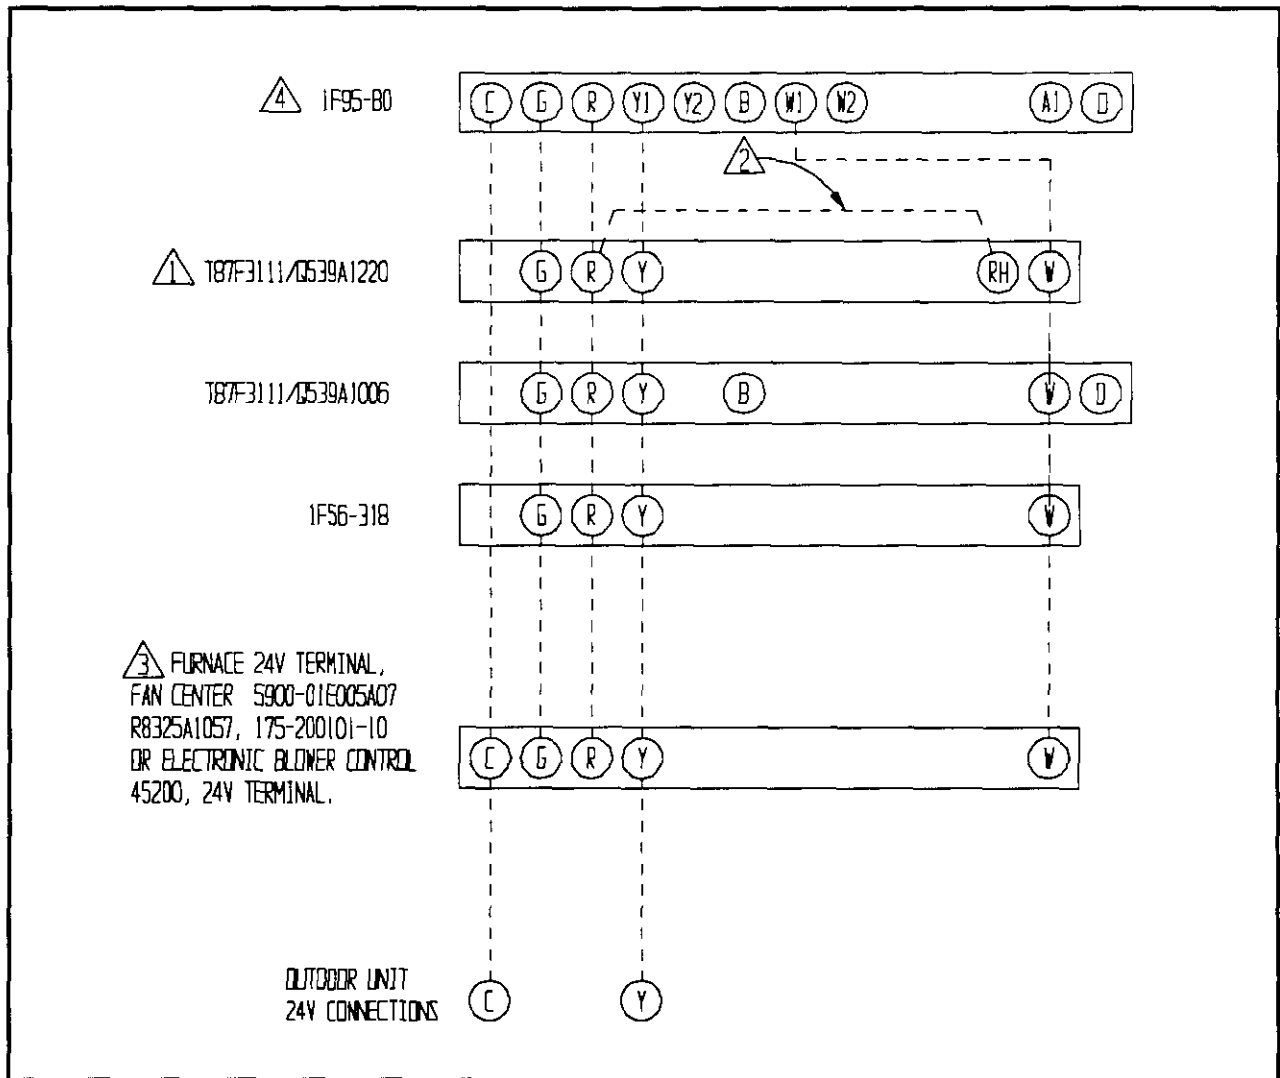 4 1F95-80 C G R Y1 Y2 B W1 W2 A1 O
2
1 T87F3111/Q539A1220 G R Y RH W
T87F3111/Q539A1006 G R Y B W O
1F56-318 G R Y W
3 FURNACE 24V TERMINAL,
FAN CENTER S900-01E005A07
R8325A1057, 175-200101-10
OR ELECTRONIC BLOWER CONTROL
45200, 24V TERMINAL.
C G R Y W
OUTDOOR UNIT
24V CONNECTIONS
C Y